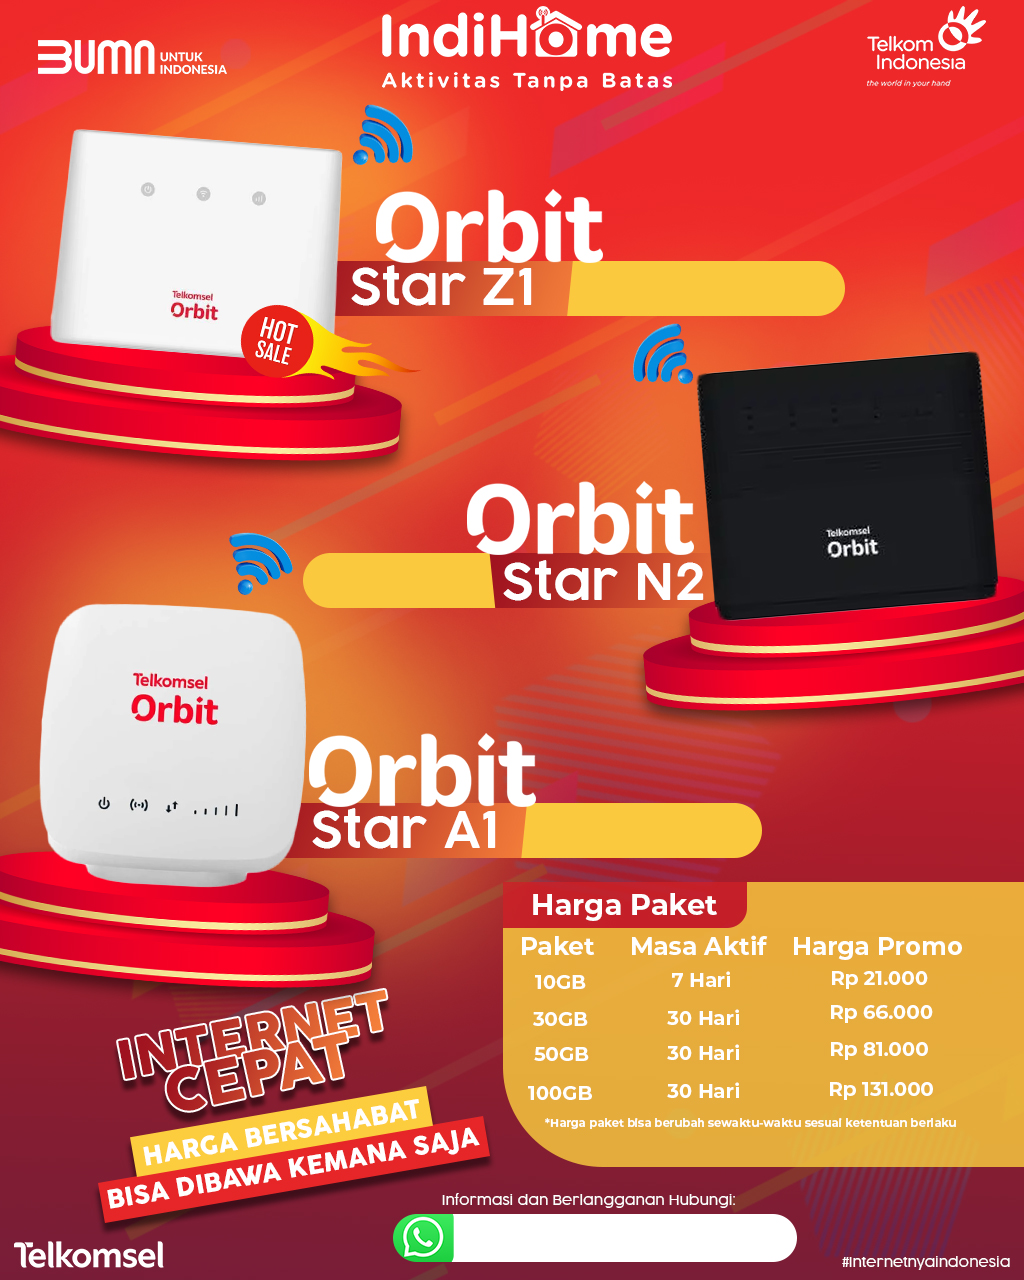 BUMN UNTUK INDONESIA
IndiHome
Aktivitas Tanpa Batas
Telkom Indonesia
the world in your hand
Telkomsel
Orbit
HOT SALE
Orbit
Star Z1
Orbit
Star N2
Telkomsel
Orbit
Telkomsel
Orbit
Orbit
Star A1
Harga Paket
Paket Masa Aktif Harga Promo
10GB 7 Hari Rp 21.000
30GB 30 Hari Rp 66.000
50GB 30 Hari Rp 81.000
100GB 30 Hari Rp 131.000
*Harga paket bisa berubah sewaktu-waktu sesuai ketentuan berlaku
INTERNET
CEPAT
HARGA BERSAHABAT
BISA DIBAWA KEMANA SAJA
Informasi dan Berlangganan Hubungi:
Telkomsel
#InternetnyaIndonesia